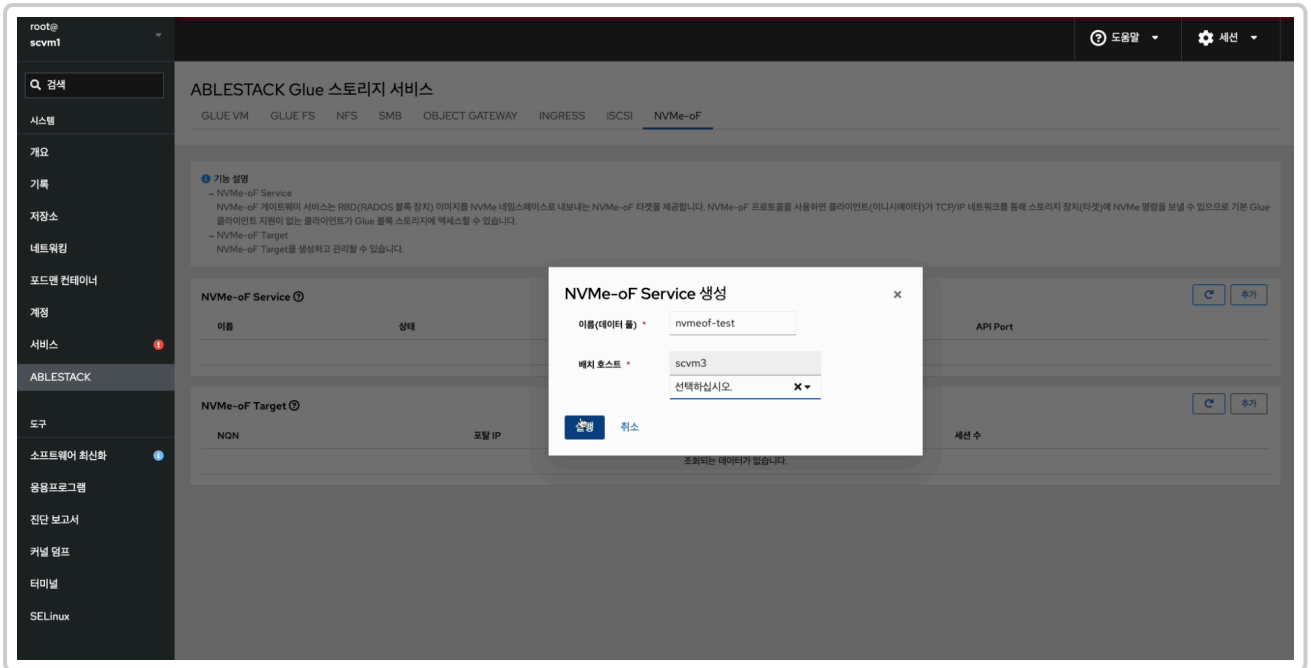 root@
scvm1
도움말
세션
검색
시스템
개요
기록
저장소
네트워킹
포드맨 컨테이너
계정
서비스
ABLESTACK
도구
소프트웨어 최신화
응용프로그램
진단 보고서
커널 덤프
터미널
SELinux
ABLESTACK Glue 스토리지 서비스
GLUE VM GLUE FS NFS SMB OBJECT GATEWAY INGRESS iSCSI NVMe-oF
기능 설명
– NVMe-oF Service
NVMe-oF 게이트웨이 서비스는 RBD(RADOS 블록 장치) 이미지를 NVMe 네임스페이스로 내보내는 NVMe-oF 타겟을 제공합니다. NVMe-oF 프로토콜을 사용하면 클라이언트(이니시에이터)가 TCP/IP 네트워크를 통해 스토리지 장치(타겟)에 NVMe 명령을 보낼 수 있으므로 기본 Glue
클라이언트 지원이 없는 클라이언트가 Glue 블록 스토리지에 액세스할 수 있습니다.
– NVMe-oF Target
NVMe-oF Target을 생성하고 관리할 수 있습니다.
NVMe-oF Service
추가
이름 상태 API Port
NVMe-oF Target
추가
NQN 포탈 IP 세션 수
조회되는 데이터가 없습니다.
NVMe-oF Service 생성
이름(데이터 풀) * nvmeof-test
배치 호스트 * scvm3
선택하십시오.
취소